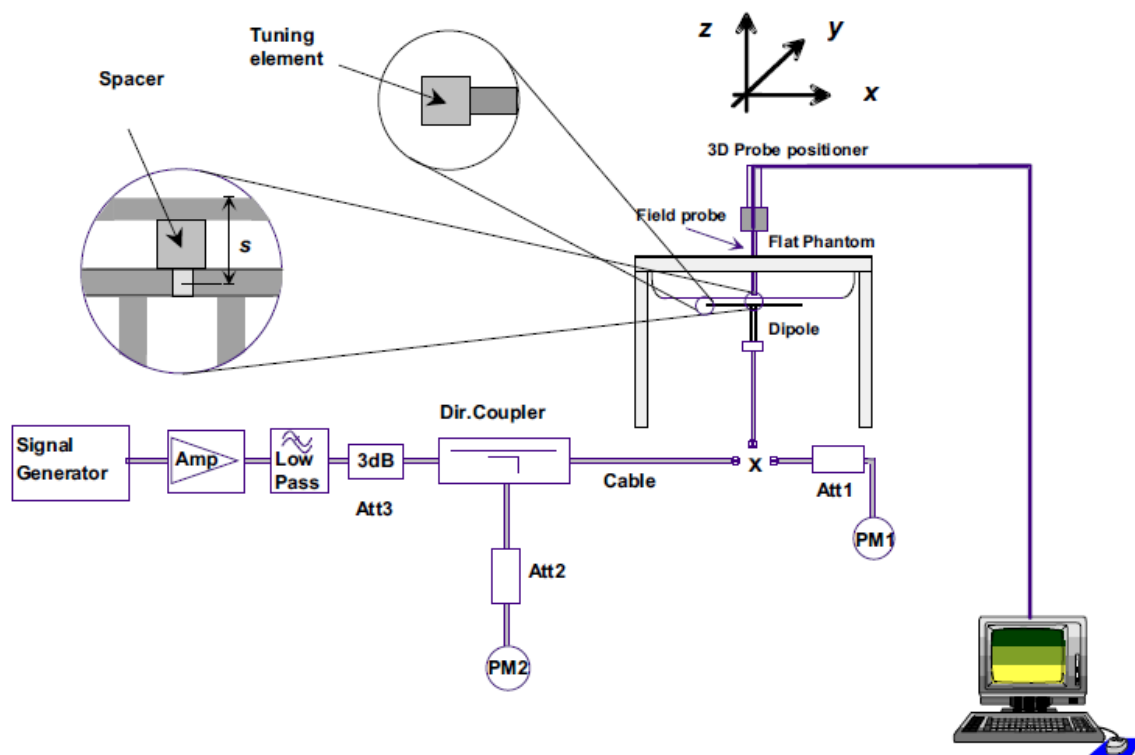 Tuning
element
Spacer
s
z
y
x
3D Probe positioner
Field probe
Flat Phantom
Dipole
Dir.Coupler
Signal
Generator
Amp
Low
Pass
3dB
Att3
Cable
x
Att1
PM1
Att2
PM2